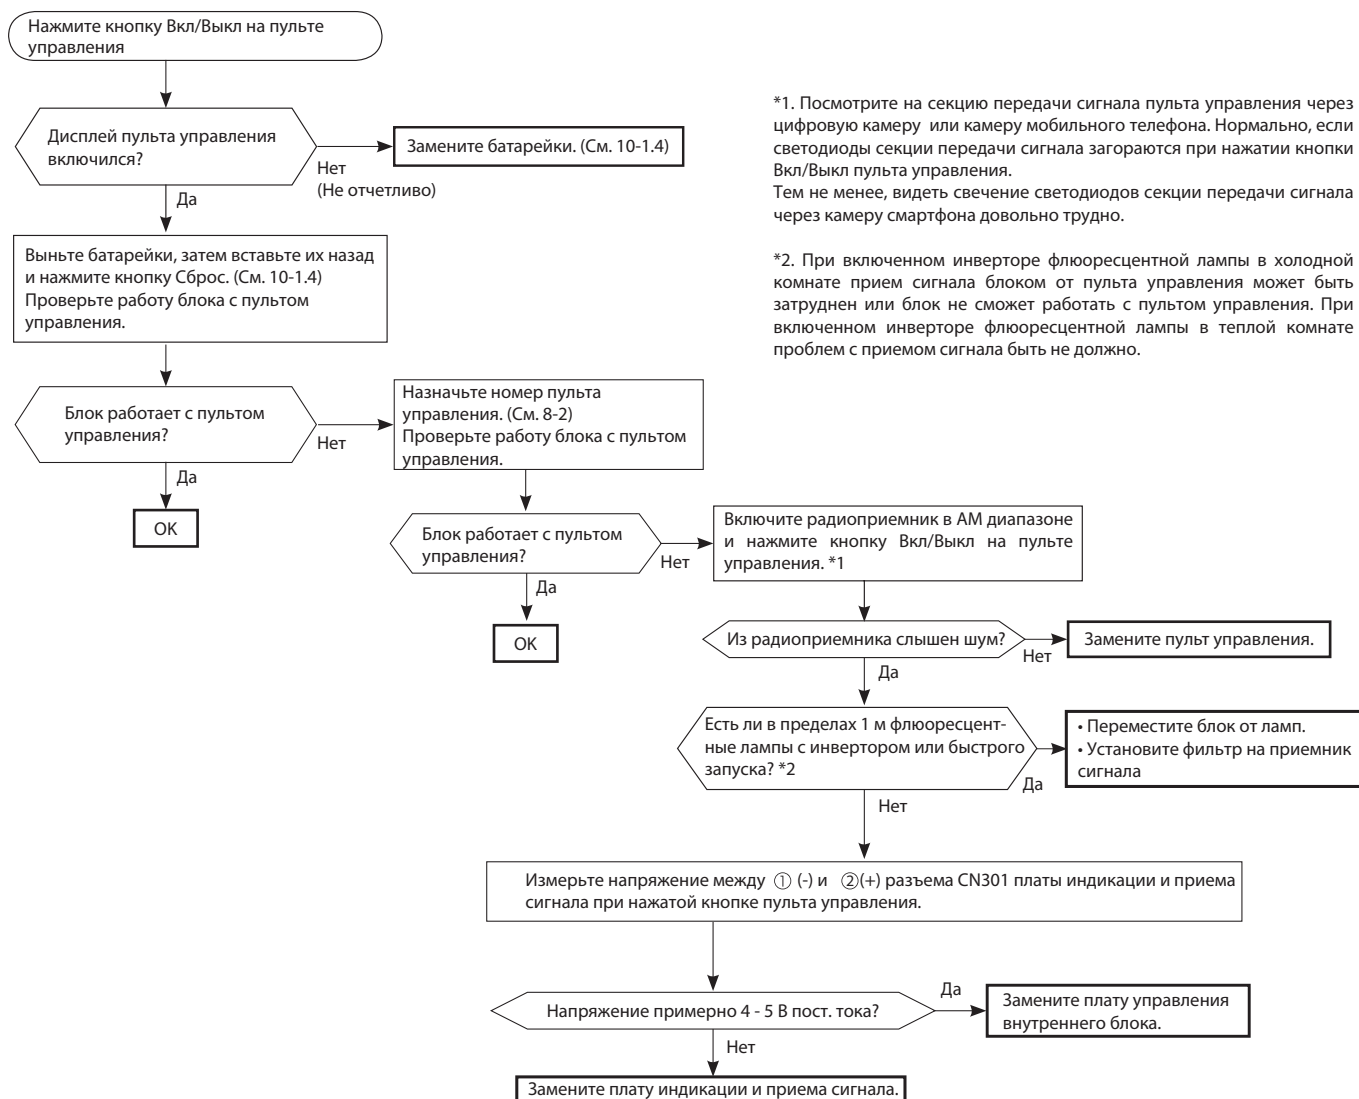 Нажмите кнопку Вкл/Выкл на пульте
управления
Дисплей пульта управления
включился?
Нет
(Не отчетливо)
Замените батарейки. (См. 10-1.4)
Да
*1. Посмотрите на секцию передачи сигнала пульта управления через
цифровую камеру или камеру мобильного телефона. Нормально, если
светодиоды секции передачи сигнала загораются при нажатии кнопки
Вкл/Выкл пульта управления.
Тем не менее, видеть свечение светодиодов секции передачи сигнала
через камеру смартфона довольно трудно.
*2. При включенном инверторе флюоресцентной лампы в холодной
комнате прием сигнала блоком от пульта управления может быть
затруднен или блок не сможет работать с пультом управления. При
включенном инверторе флюоресцентной лампы в теплой комнате
проблем с приемом сигнала быть не должно.
Выньте батарейки, затем вставьте их назад
и нажмите кнопку Сброс. (См. 10-1.4)
Проверьте работу блока с пультом
управления.
Блок работает с пультом
управления?
Нет
Да
OK
Назначьте номер пульта
управления. (См. 8-2)
Проверьте работу блока с пультом
управления.
Блок работает с пультом
управления?
Нет
Да
OK
Включите радиоприемник в АМ диапазоне
и нажмите кнопку Вкл/Выкл на пульте
управления. *1
Из радиоприемника слышен шум?
Нет
Замените пульт управления.
Да
Есть ли в пределах 1 м флюоресцент-
ные лампы с инвертором или быстрого
запуска? *2
Да
• Переместите блок от ламп.
• Установите фильтр на приемник
сигнала
Нет
Измерьте напряжение между ① (-) и ②(+) разъема CN301 платы индикации и приема
сигнала при нажатой кнопке пульта управления.
Напряжение примерно 4 - 5 В пост. тока?
Да
Замените плату управления
внутреннего блока.
Нет
Замените плату индикации и приема сигнала.